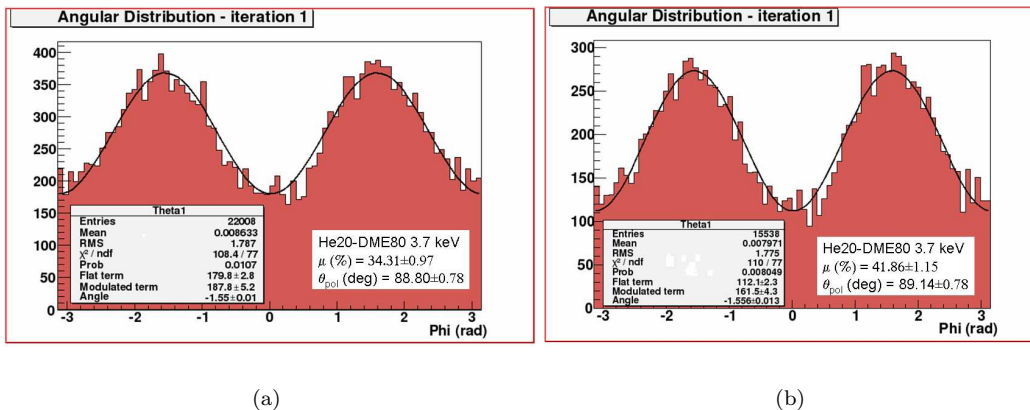 Angular Distribution - iteration 1
400
350
300
250
200
150
100
50
0
Theta1
Entries 22008
Mean 0.008633
RMS 1.787
χ² / ndf 108.4 / 77
Prob 0.0107
Flat term 179.8 ± 2.8
Modulated term 187.8 ± 5.2
Angle -1.55 ± 0.01
He20-DME80 3.7 keV
μ (%) = 34.31±0.97
θpol (deg) = 88.80±0.78
-3 -2 -1 0 1 2 3
Phi (rad)
(a)
Angular Distribution - iteration 1
300
250
200
150
100
50
0
Theta1
Entries 15538
Mean 0.007971
RMS 1.775
χ² / ndf 110 / 77
Prob 0.008049
Flat term 112.1±2.3
Modulated term 161.5±4.3
Angle -1.556±0.013
He20-DME80 3.7 keV
μ (%) = 41.86±1.15
θpol (deg) = 89.14±0.78
-3 -2 -1 0 1 2 3
Phi (rad)
(b)